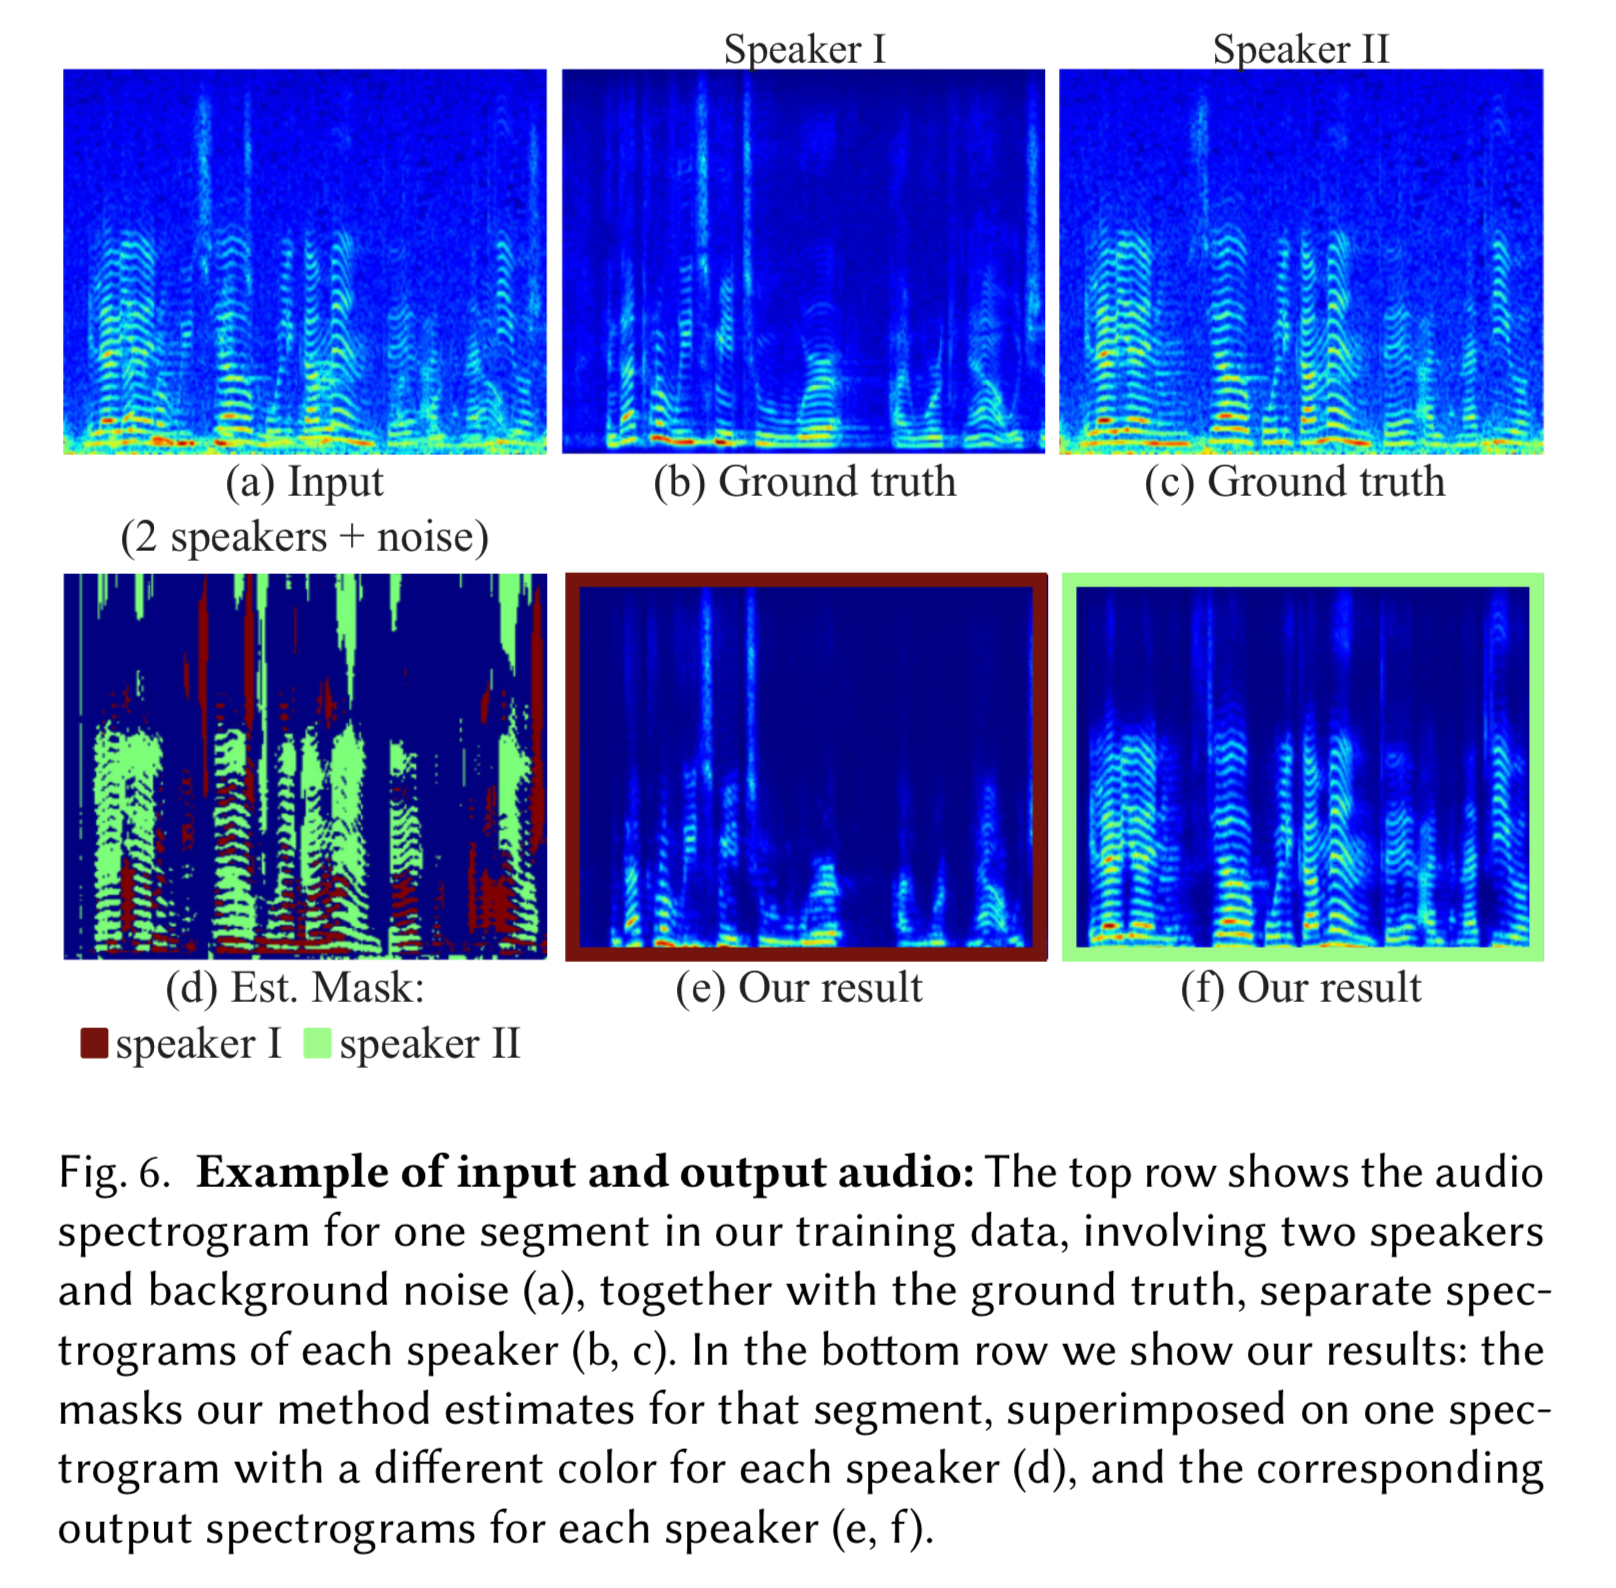 Speaker I
Speaker II
(a) Input
(b) Ground truth
(c) Ground truth
(2 speakers + noise)
(d) Est. Mask:
(e) Our result
(f) Our result
speaker I speaker II
Fig. 6. Example of input and output audio: The top row shows the audio
spectrogram for one segment in our training data, involving two speakers
and background noise (a), together with the ground truth, separate spec-
trograms of each speaker (b, c). In the bottom row we show our results: the
masks our method estimates for that segment, superimposed on one spec-
trogram with a different color for each speaker (d), and the corresponding
output spectrograms for each speaker (e, f).